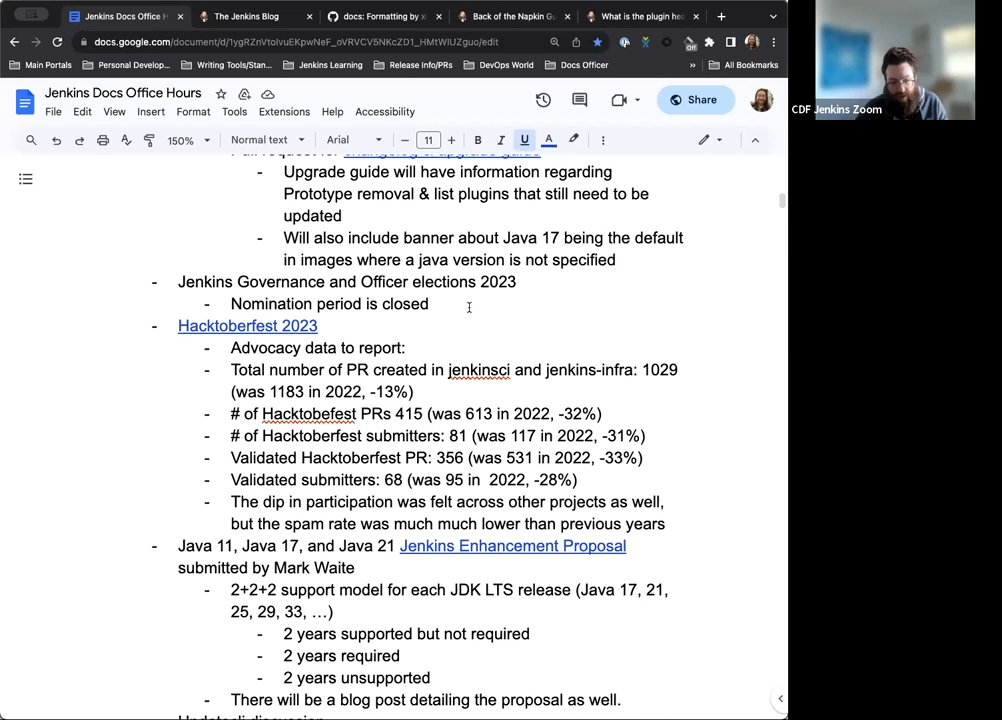 Jenkins Docs Office H
The Jenkins Blog
docs: Formatting by x
Back of the Napkin Gu
What is the plugin hea
docs.google.com/document/d/1ygRZnVtoIvuEKpwNeF_oVRVCV5NKcZD1_HMtWlUZguo/edit
Main Portals
Personal Develop...
Writing Tools/Stan...
Jenkins Learning
Release Info/PRs
DevOps World
Docs Officer
»
All Bookmarks
Off
Jenkins Docs Office Hours
File Edit View Insert Format Tools Extensions Help
Share
150% Normal text Arial 11 B I U A
Upgrade guide will have information regarding
Prototype removal & list plugins that still need to be
updated
- Will also include banner about Java 17 being the default
in images where a java version is not specified
- Jenkins Governance and Officer elections 2023
- Nomination period is closed
- Hacktoberfest 2023
- Advocacy data to report:
- Total number of PR created in jenkinsci and jenkins-infra: 1029
(was 1183 in 2022, -13%)
- # of Hacktobefest PRs 415 (was 613 in 2022, -32%)
- # of Hacktoberfest submitters: 81 (was 117 in 2022, -31%)
- Validated Hacktoberfest PR: 356 (was 531 in 2022, -33%)
- Validated submitters: 68 (was 95 in 2022, -28%)
- The dip in participation was felt across other projects as well,
but the spam rate was much much lower than previous years
- Java 11, Java 17, and Java 21 Jenkins Enhancement Proposal
submitted by Mark Waite
- 2+2+2 support model for each JDK LTS release (Java 17, 21,
25, 29, 33, …)
- 2 years supported but not required
- 2 years required
- 2 years unsupported
- There will be a blog post detailing the proposal as well.
CDF Jenkins Zoom